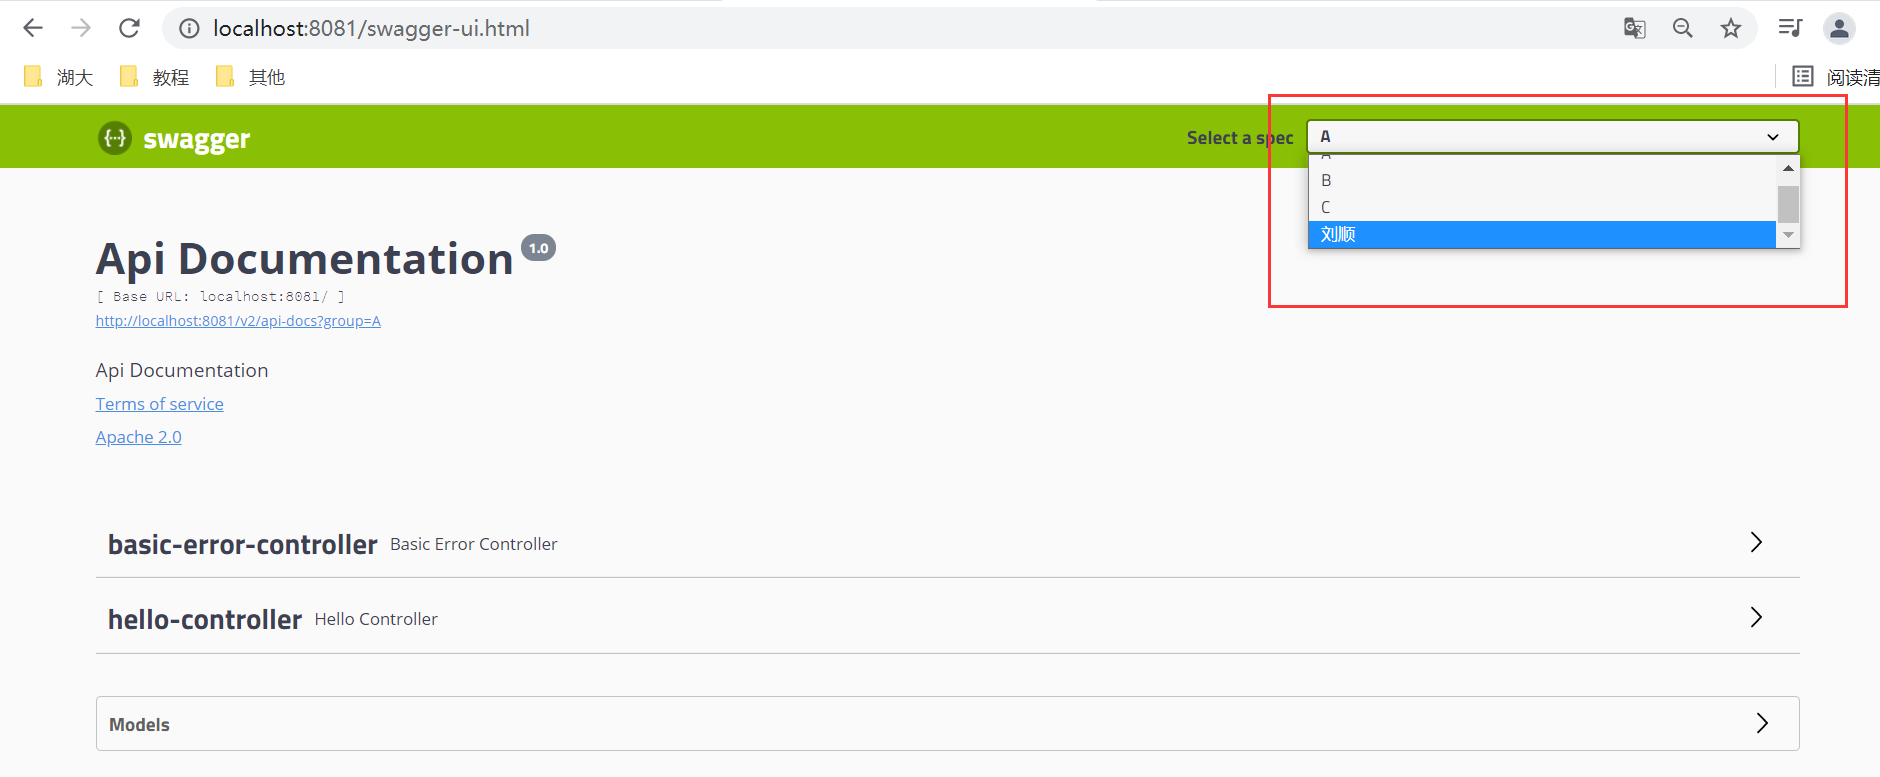 localhost:8081/swagger-ui.html
湖大 教程 其他 阅读清
swagger Select a spec A
A
B
C
刘顺
Api Documentation 1.0
[ Base URL: localhost:8081/ ]
http://localhost:8081/v2/api-docs?group=A
Api Documentation
Terms of service
Apache 2.0
basic-error-controller Basic Error Controller
hello-controller Hello Controller
Models